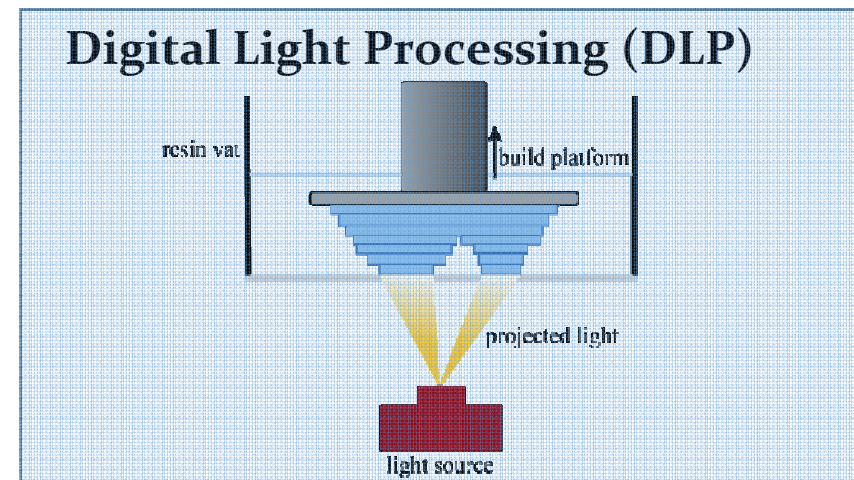 Digital Light Processing (DLP)
resin vat
build platform
projected light
light source